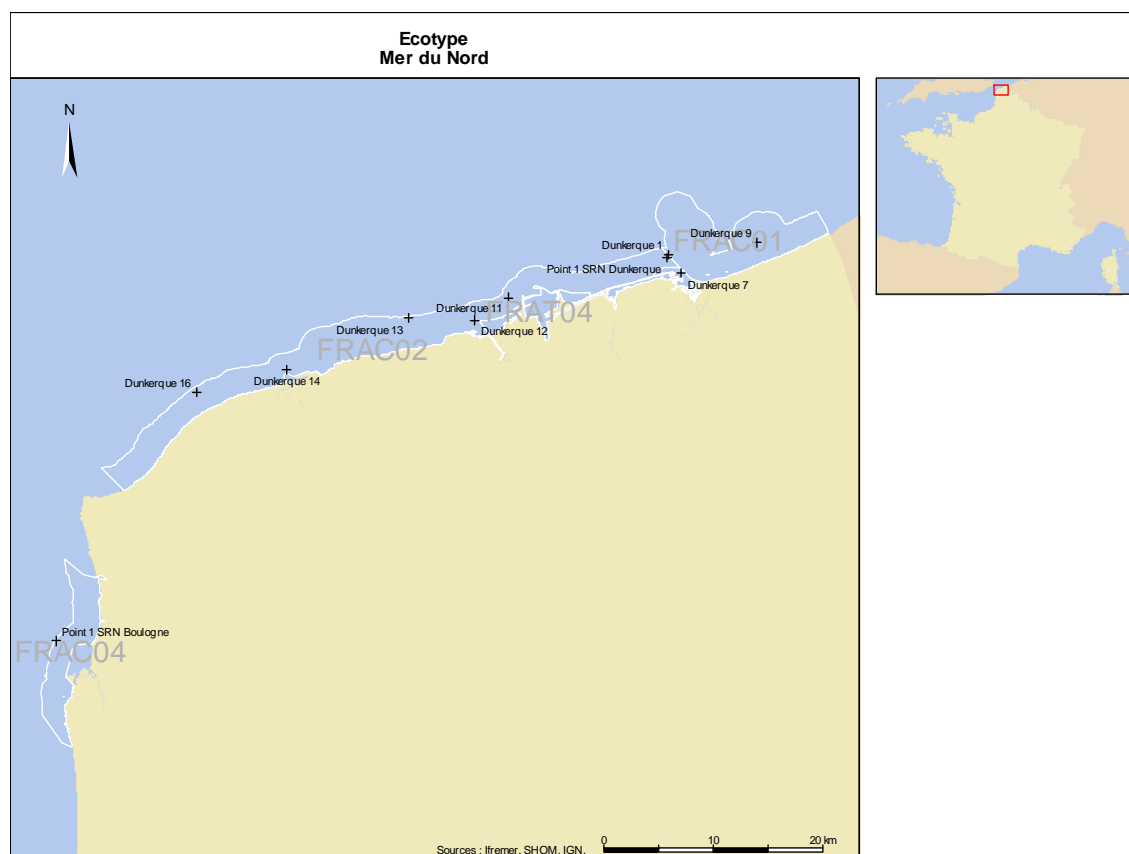 Ecotype
Mer du Nord
N
Dunkerque 9
Dunkerque 1
FRAC01
Point 1 SRN Dunkerque
Dunkerque 7
Dunkerque 11
FRAT04
Dunkerque 13
Dunkerque 12
FRAC02
Dunkerque 16
Dunkerque 14
Point 1 SRN Boulogne
FRAC04
0 10 20 km
Sources : Ifremer, SHOM, IGN,